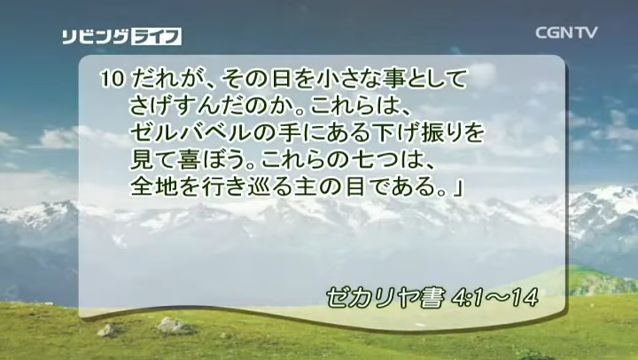 リビングライフ
CGNTV
10 だれが、その日を小さな事として
さげすんだのか。これらは、
ゼルバベルの手にある下げ振りを
見て喜ぼう。これらの七つは、
全地を行き巡る主の目である。」
ゼカリヤ書 4:1～14